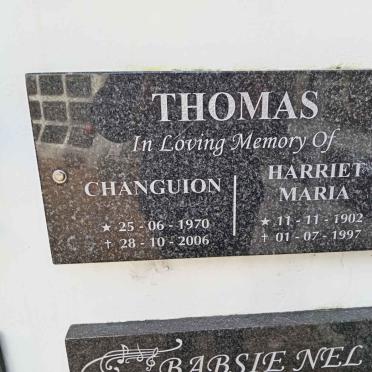 THOMAS
In Loving Memory Of
CHANGUION
★ 25 - 06 - 1970
† 28 - 10 - 2006
HARRIET
MARIA
★ 11 - 11 - 1902
† 01 - 07 - 1997
BABSIE NEL